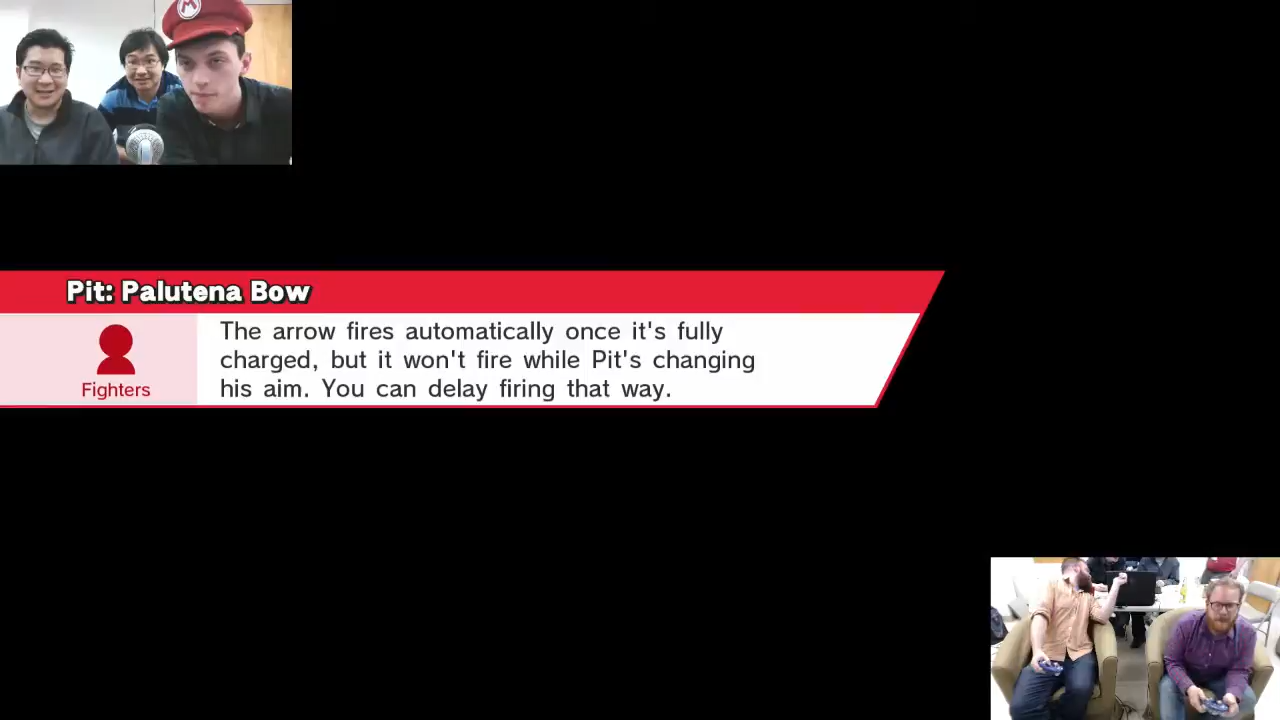 M
Pit: Palutena Bow
The arrow fires automatically once it's fully
charged, but it won't fire while Pit's changing
his aim. You can delay firing that way.
Fighters